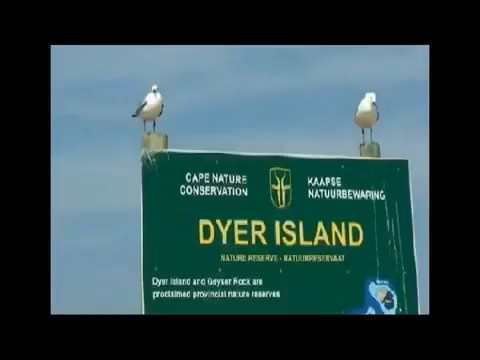 CAPE NATURE CONSERVATION
KAAPSE NATUURBEWARING
DYER ISLAND
NATURE RESERVE - NATUURRESERVAAT
Dyer Island and Geyser Rock are
proclaimed provincial nature reserves